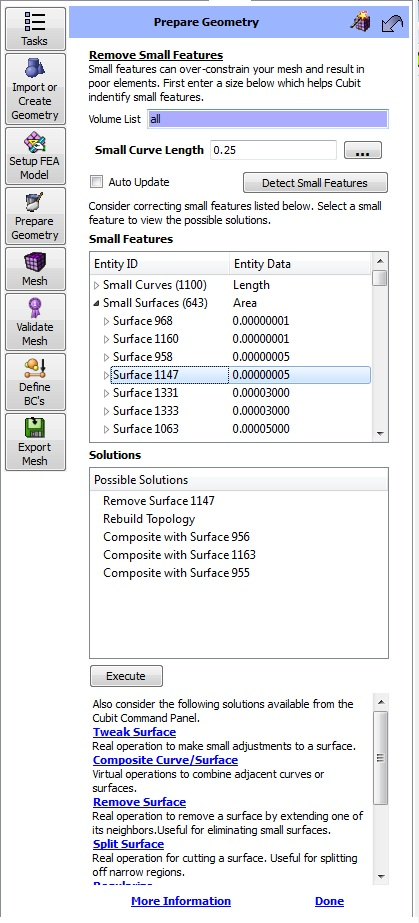 Prepare Geometry
Tasks
Import or
Create
Geometry
Setup FEA
Model
Prepare
Geometry
Mesh
Validate
Mesh
Define
BC's
Export
Mesh
Remove Small Features
Small features can over-constrain your mesh and result in
poor elements. First enter a size below which helps Cubit
indentify small features.
Volume List all
Small Curve Length 0.25 ...
Auto Update Detect Small Features
Consider correcting small features listed below. Select a small
feature to view the possible solutions.
Small Features
Entity ID Entity Data
Small Curves (1100) Length
Small Surfaces (643) Area
Surface 968 0.00000001
Surface 1160 0.00000001
Surface 958 0.00000005
Surface 1147 0.00000005
Surface 1331 0.00003000
Surface 1333 0.00003000
Surface 1063 0.00005000
Solutions
Possible Solutions
Remove Surface 1147
Rebuild Topology
Composite with Surface 956
Composite with Surface 1163
Composite with Surface 955
Execute
Also consider the following solutions available from the
Cubit Command Panel.
Tweak Surface
Real operation to make small adjustments to a surface.
Composite Curve/Surface
Virtual operations to combine adjacent curves or
surfaces.
Remove Surface
Real operation to remove a surface by extending one of
its neighbors.Useful for eliminating small surfaces.
Split Surface
Real operation for cutting a surface. Useful for splitting
off narrow regions.
More Information Done